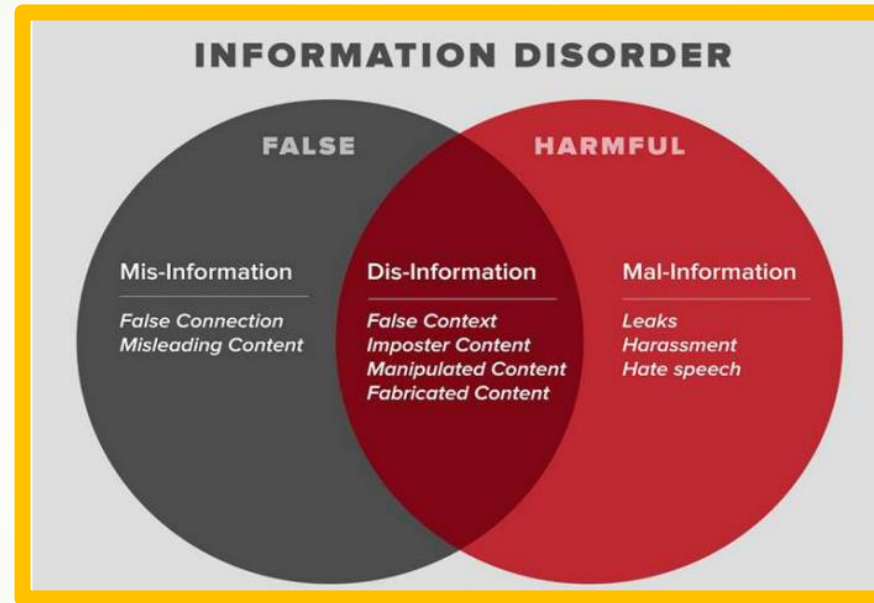 INFORMATION DISORDER
FALSE
HARMFUL
Mis-Information
False Connection
Misleading Content
Dis-Information
False Context
Imposter Content
Manipulated Content
Fabricated Content
Mal-Information
Leaks
Harassment
Hate speech